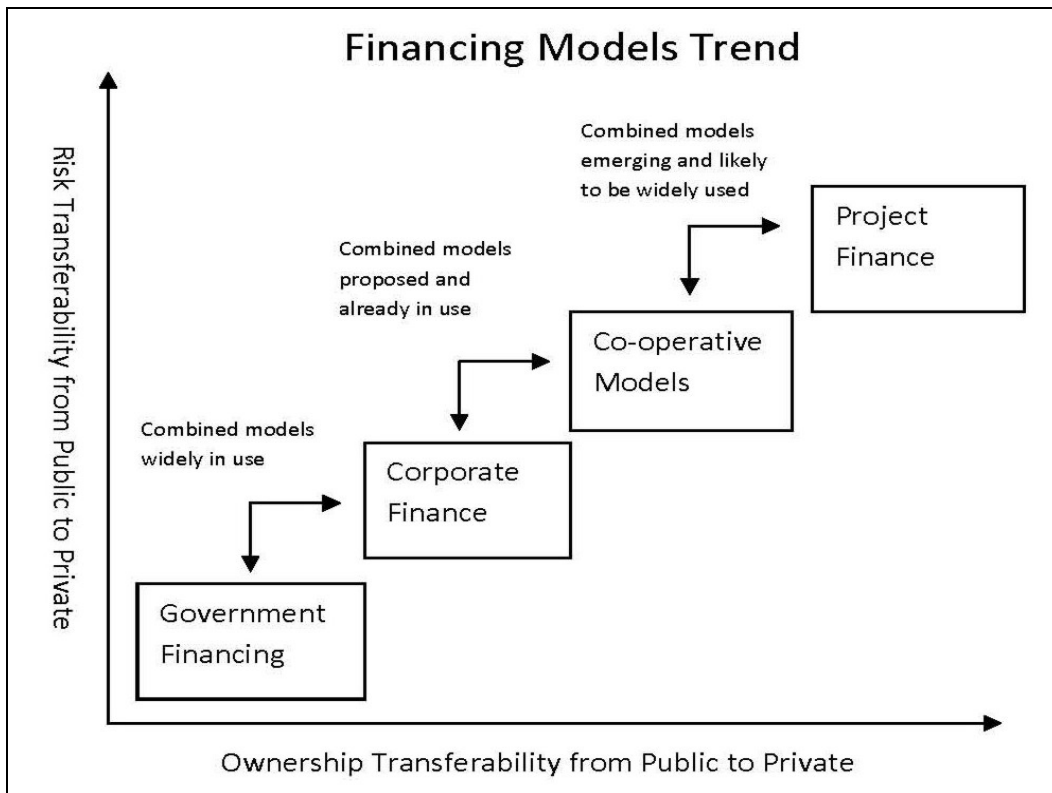 Financing Models Trend
Risk Transferability from Public to Private
Combined models
emerging and likely
to be widely used
Project
Finance
Combined models
proposed and
already in use
Co-operative
Models
Combined models
widely in use
Corporate
Finance
Government
Financing
Ownership Transferability from Public to Private